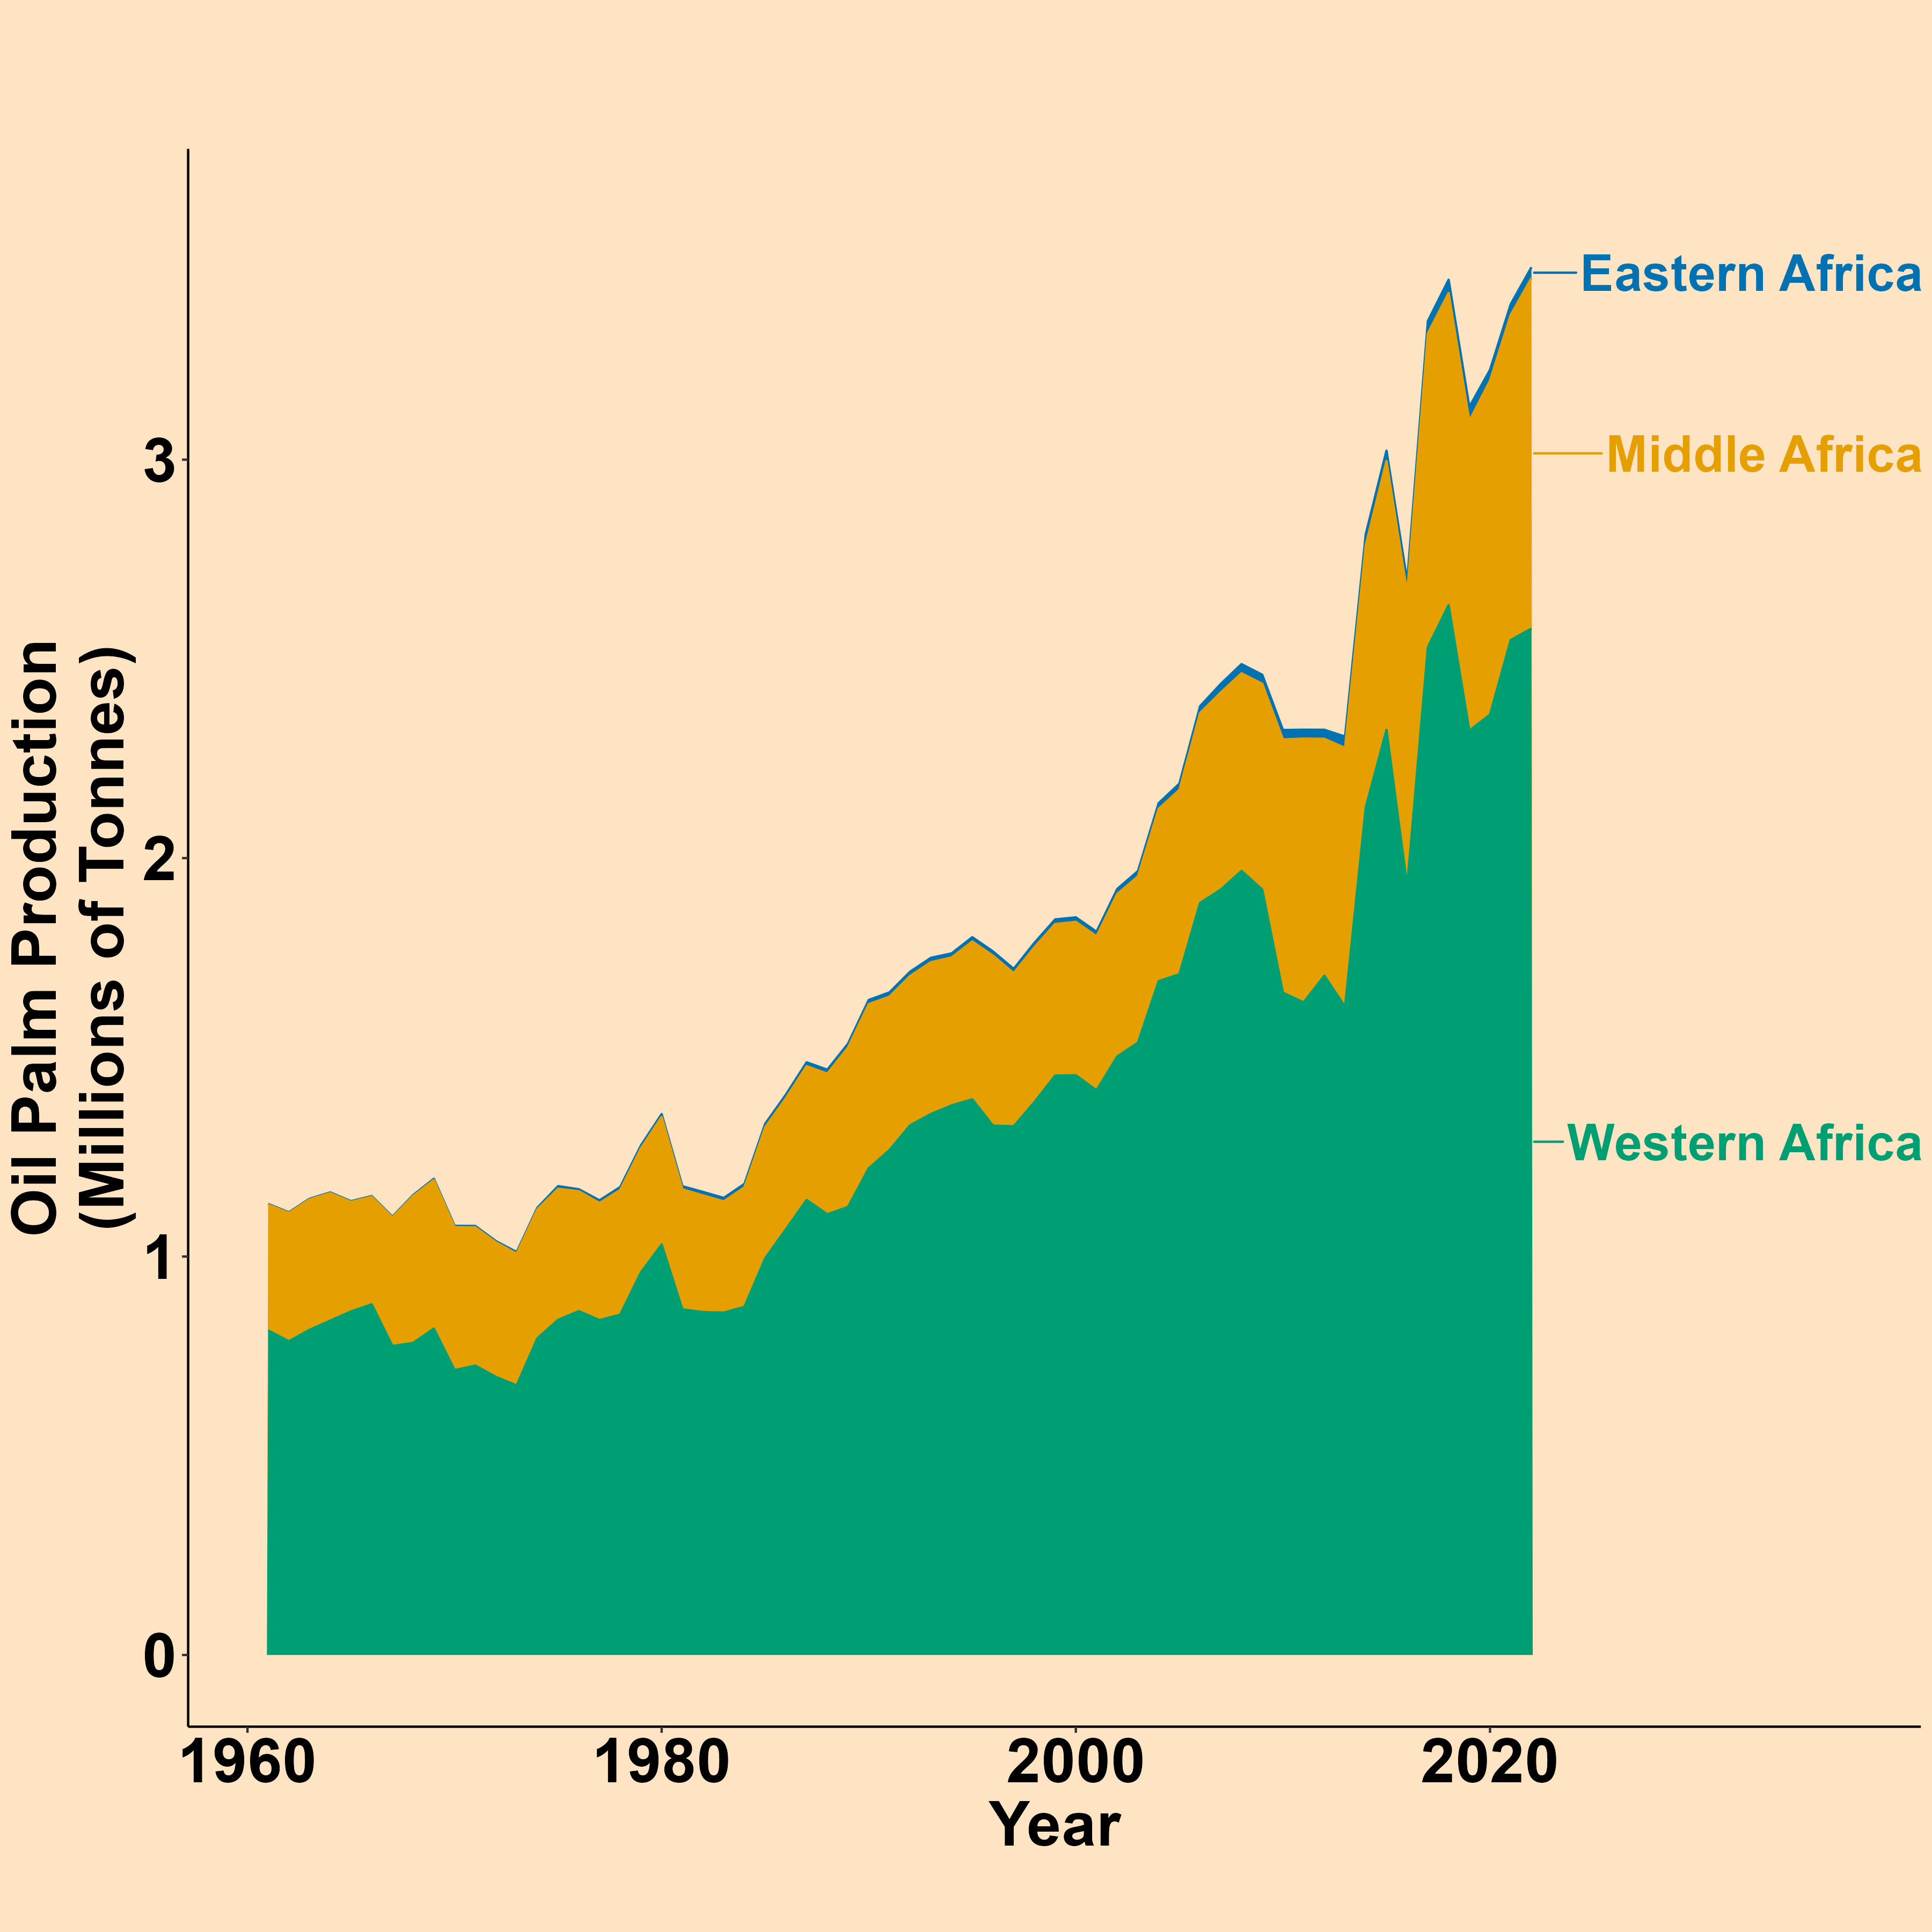 Oil Palm Production
(Millions of Tonnes)
3
2
1
0
Eastern Africa
Middle Africa
Western Africa
1960 1980 2000 2020
Year